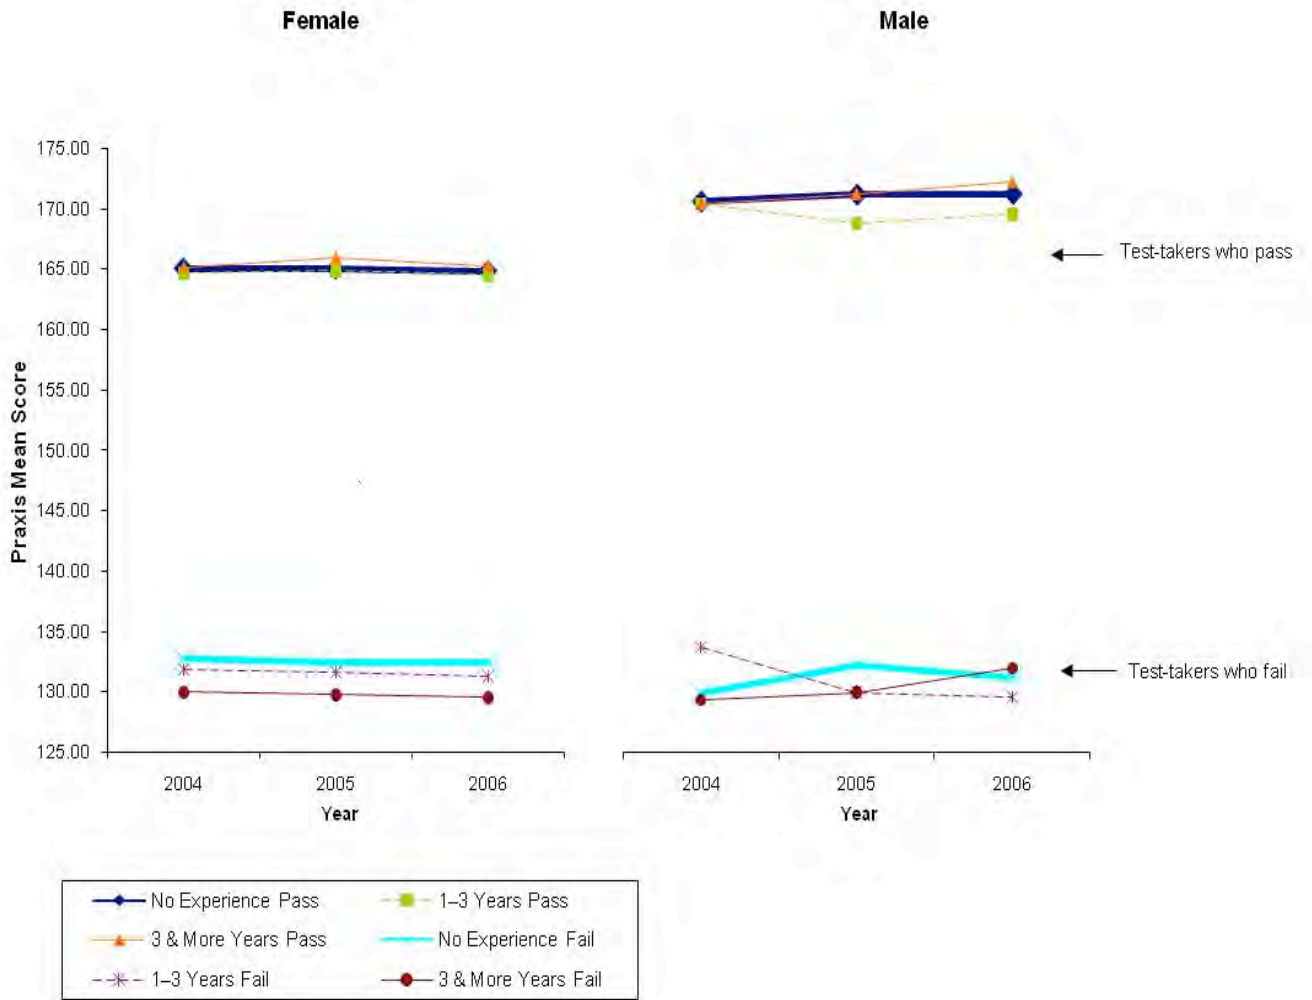 Female
Male
175.00
170.00
165.00
160.00
155.00
150.00
145.00
140.00
135.00
130.00
125.00
Praxis Mean Score
Test-takers who pass
Test-takers who fail
2004 2005 2006
Year
2004 2005 2006
Year
No Experience Pass
1–3 Years Pass
3 & More Years Pass
No Experience Fail
1–3 Years Fail
3 & More Years Fail